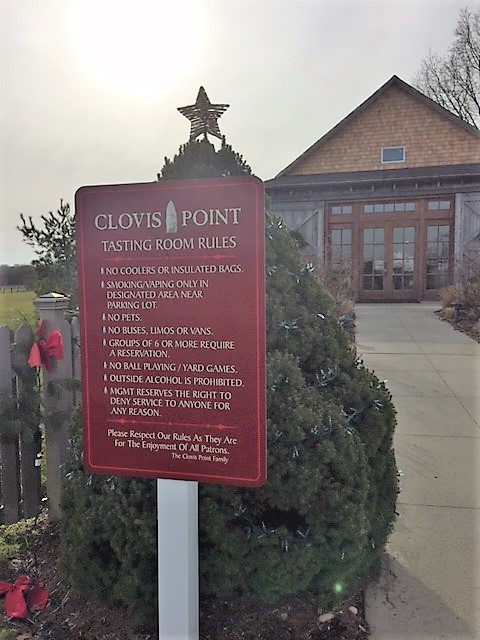 CLOVIS POINT
TASTING ROOM RULES
NO COOLERS OR INSULATED BAGS.
SMOKING/VAPING ONLY IN
DESIGNATED AREA NEAR
PARKING LOT.
NO PETS.
NO BUSES, LIMOS OR VANS.
GROUPS OF 6 OR MORE REQUIRE
A RESERVATION.
NO BALL PLAYING / YARD GAMES.
OUTSIDE ALCOHOL IS PROHIBITED.
MGMT RESERVES THE RIGHT TO
DENY SERVICE TO ANYONE FOR
ANY REASON.
Please Respect Our Rules As They Are
For The Enjoyment Of All Patrons.
The Clovis Point Family